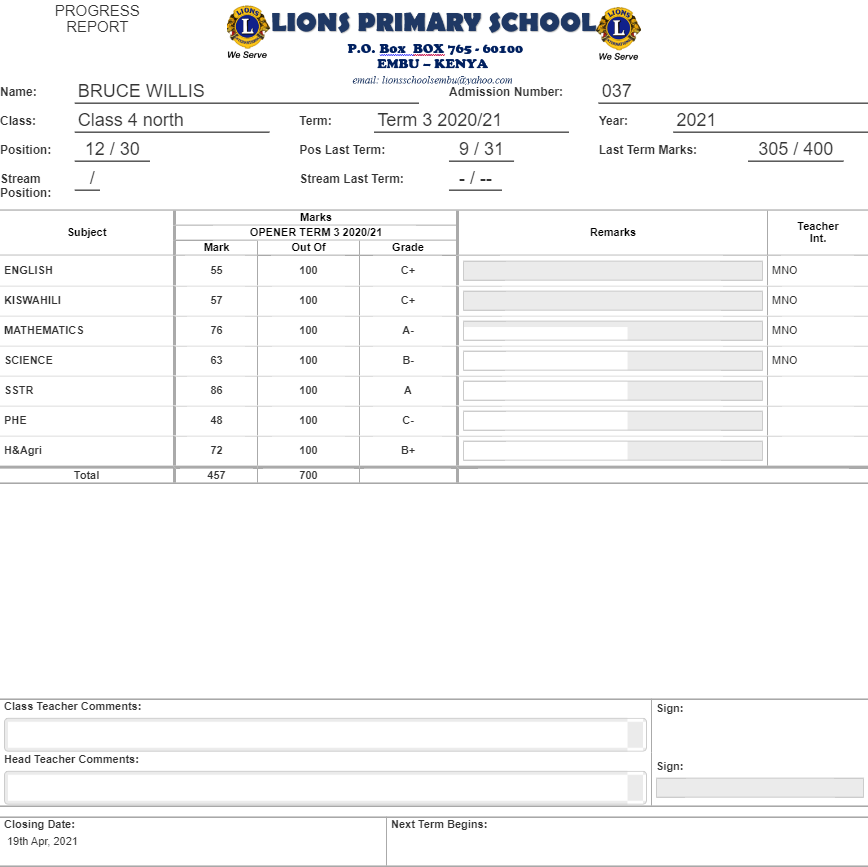 PROGRESS
REPORT
LIONS PRIMARY SCHOOL
LIONS L INTERNATIONAL We Serve
LIONS L INTERNATIONAL We Serve
P.O. Box BOX 765 - 60100
EMBU – KENYA
email: lionsschoolsembu@yahoo.com
Name: BRUCE WILLIS Admission Number: 037
Class: Class 4 north Term: Term 3 2020/21 Year: 2021
Position: 12 / 30 Pos Last Term: 9 / 31 Last Term Marks: 305 / 400
Stream Position: / Stream Last Term: - / --
Subject Marks Remarks Teacher Int.
OPENER TERM 3 2020/21
Mark Out Of Grade
ENGLISH 55 100 C+ MNO
KISWAHILI 57 100 C+ MNO
MATHEMATICS 76 100 A- MNO
SCIENCE 63 100 B- MNO
SSTR 86 100 A
PHE 48 100 C-
H&Agri 72 100 B+
Total 457 700
Class Teacher Comments: Sign:
Head Teacher Comments: Sign:
Closing Date: Next Term Begins:
19th Apr, 2021